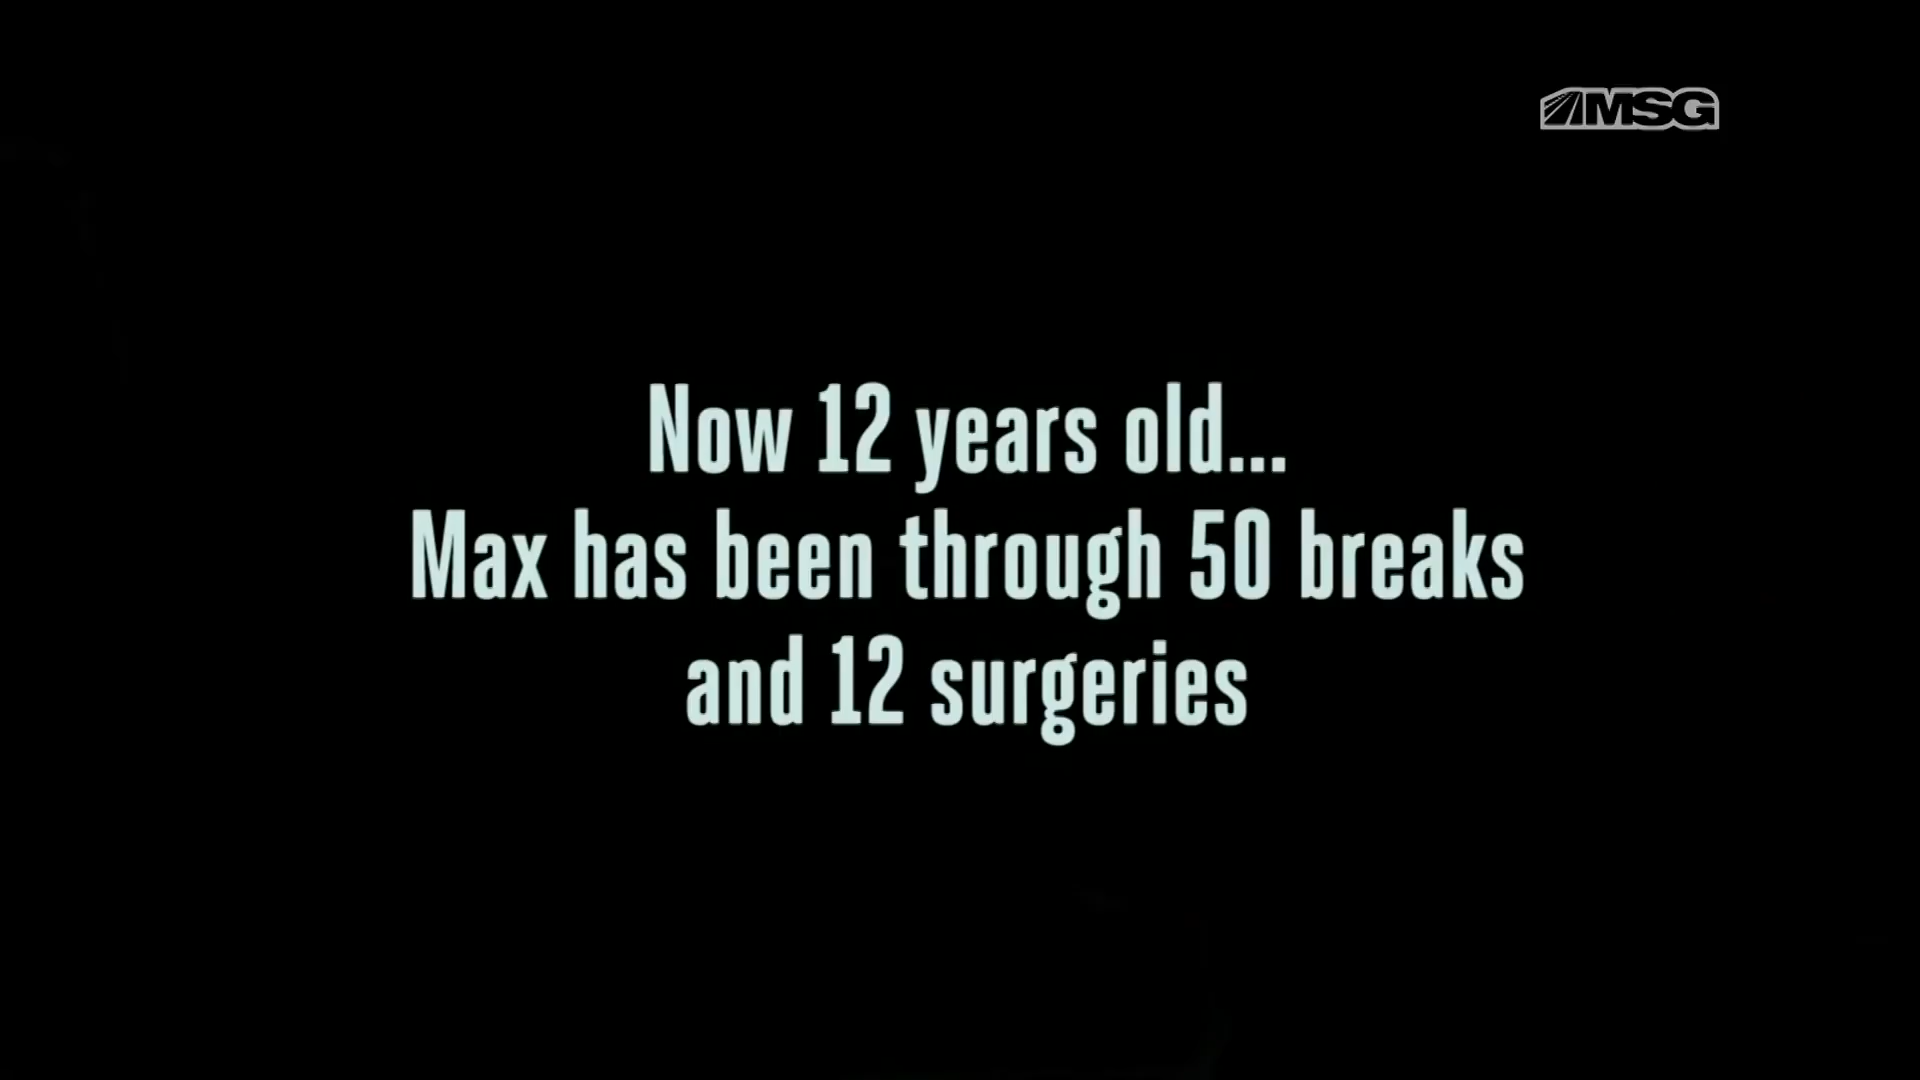 MSG
Now 12 years old...
Max has been through 50 breaks
and 12 surgeries